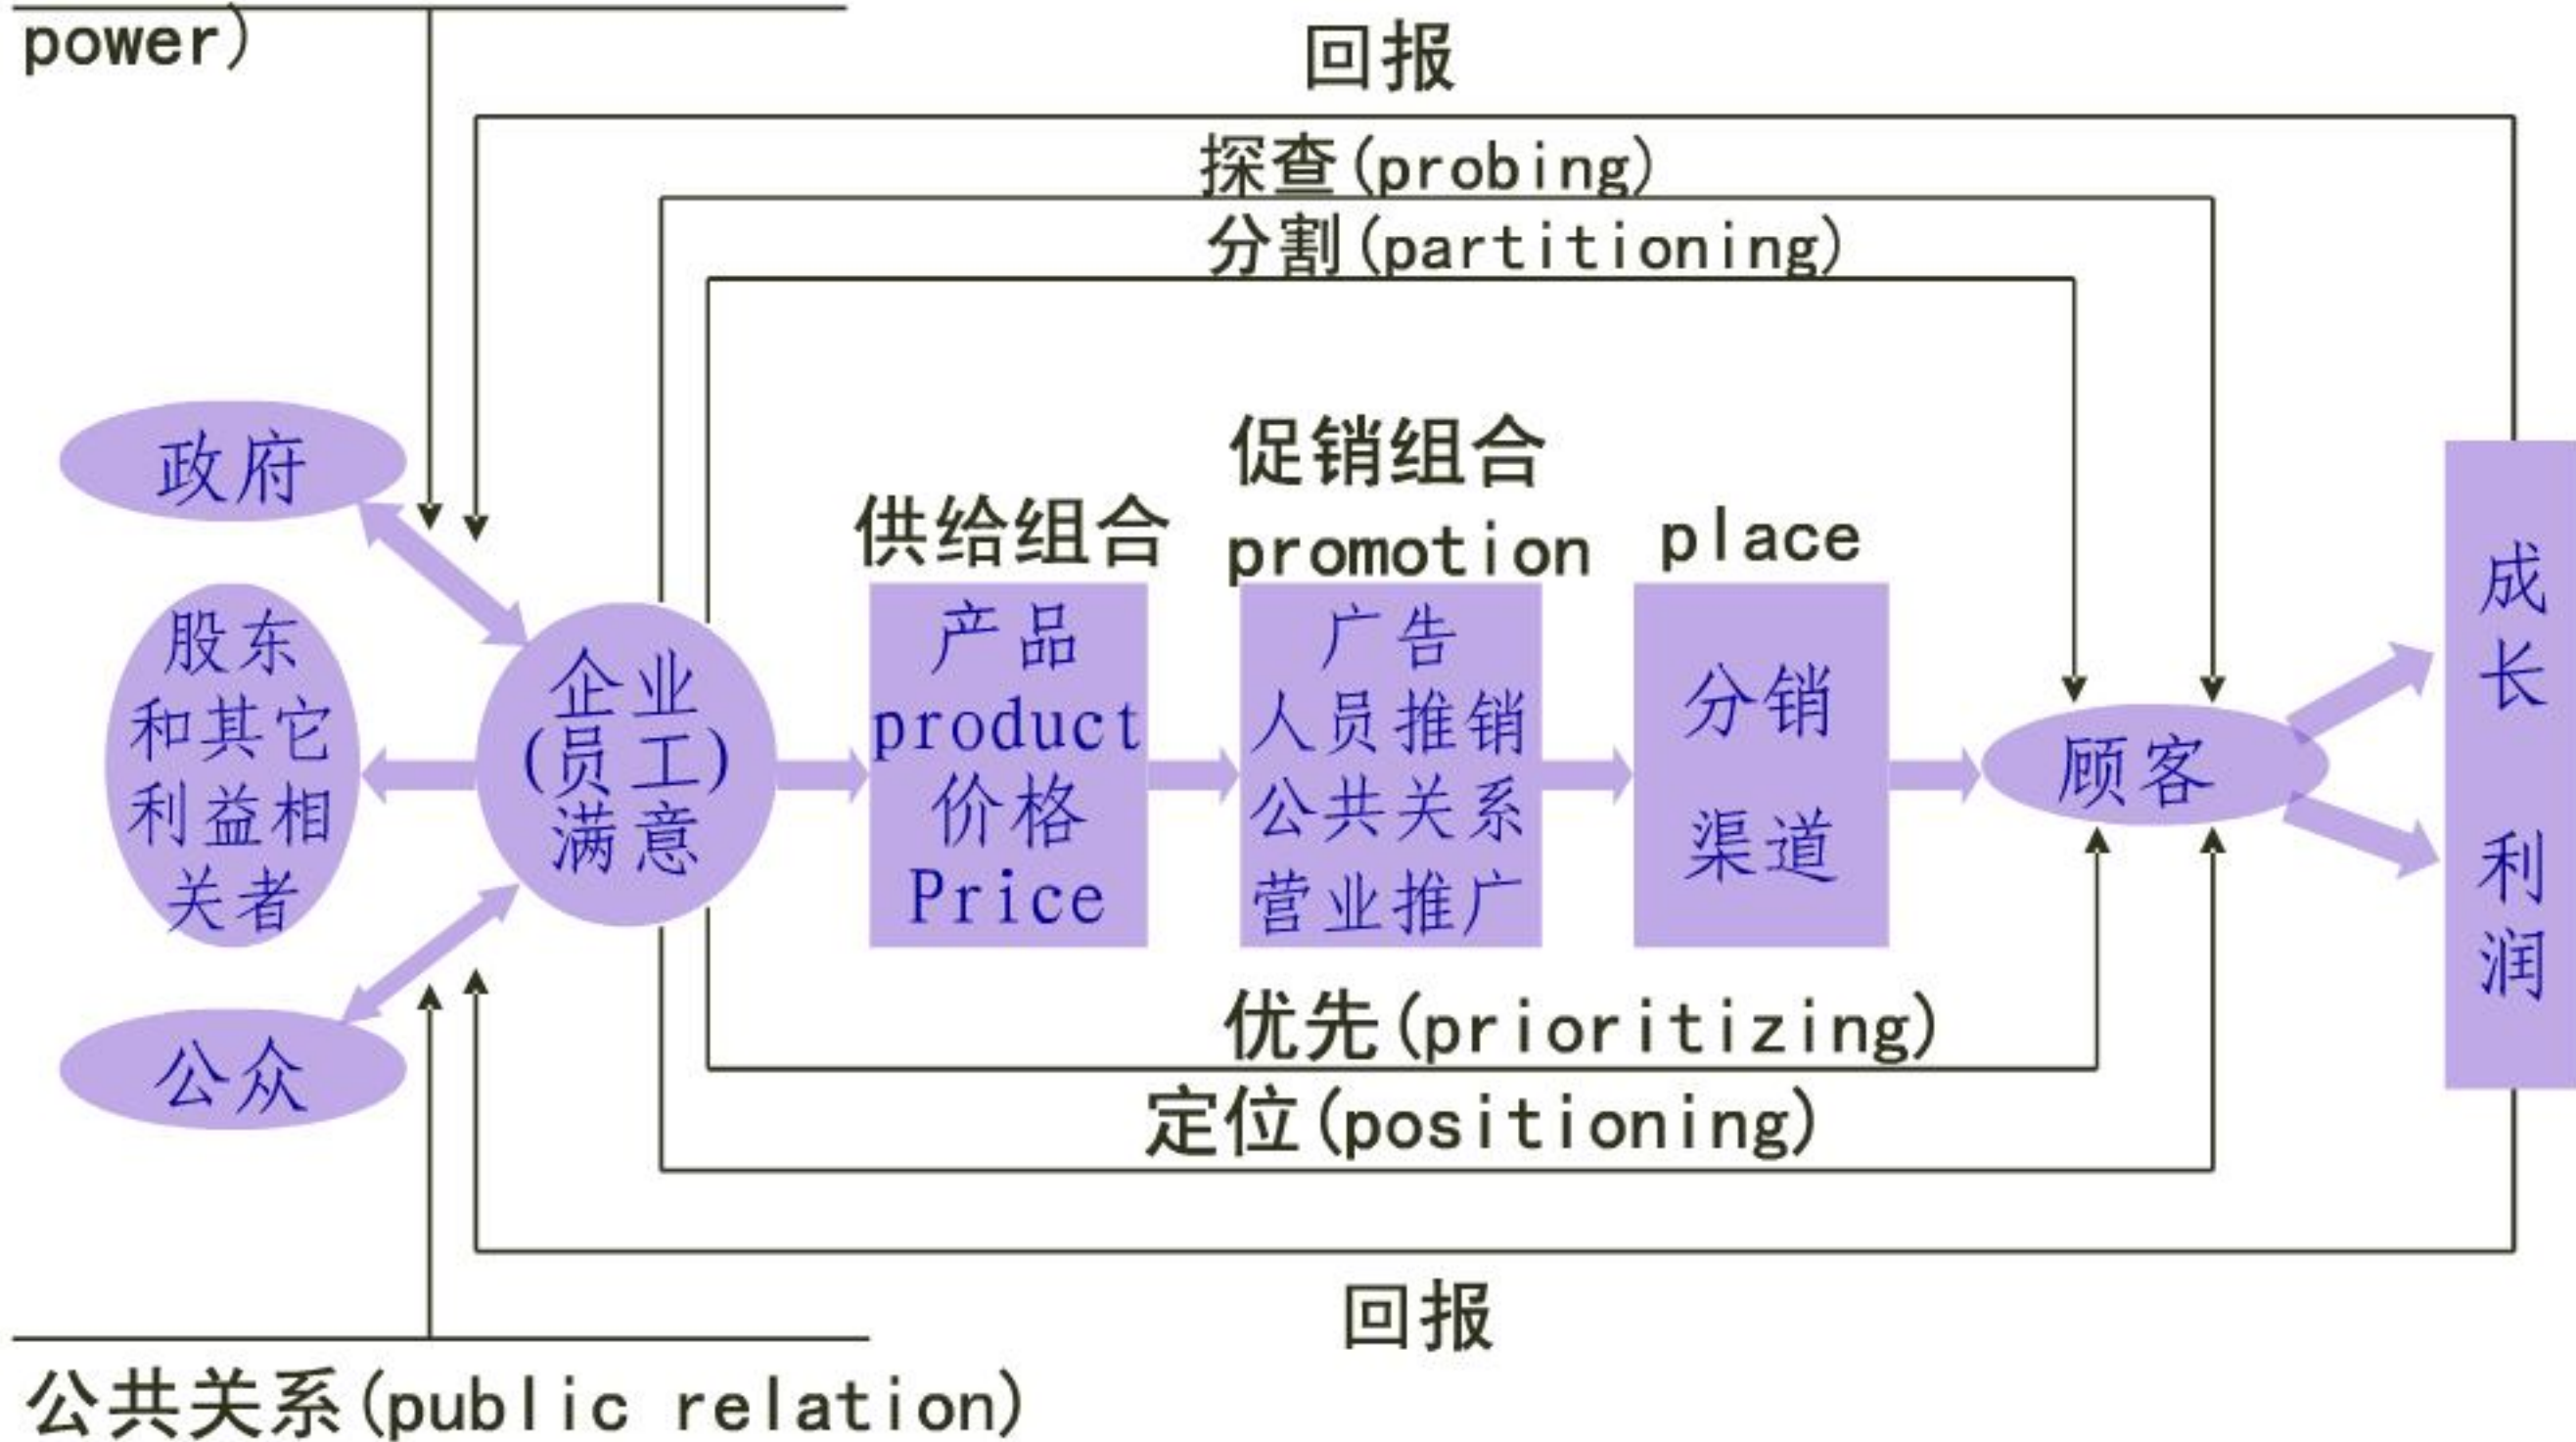 power)
回报
探查(probing)
分割(partitioning)
促销组合
promotion
供给组合
place
政府
股东
和其它
利益相
关者
公众
企业
(员工)
满意
产品
product
价格
Price
广告
人员推销
公共关系
营业推广
分销
渠道
顾客
成
长
利
润
优先(prioritizing)
定位(positioning)
回报
公共关系(public relation)